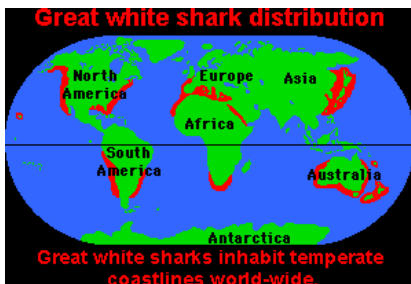 Great white shark distribution
North
America
Europe
Asia
Africa
South
America
Australia
Antarctica
Great white sharks inhabit temperate
coastlines world-wide